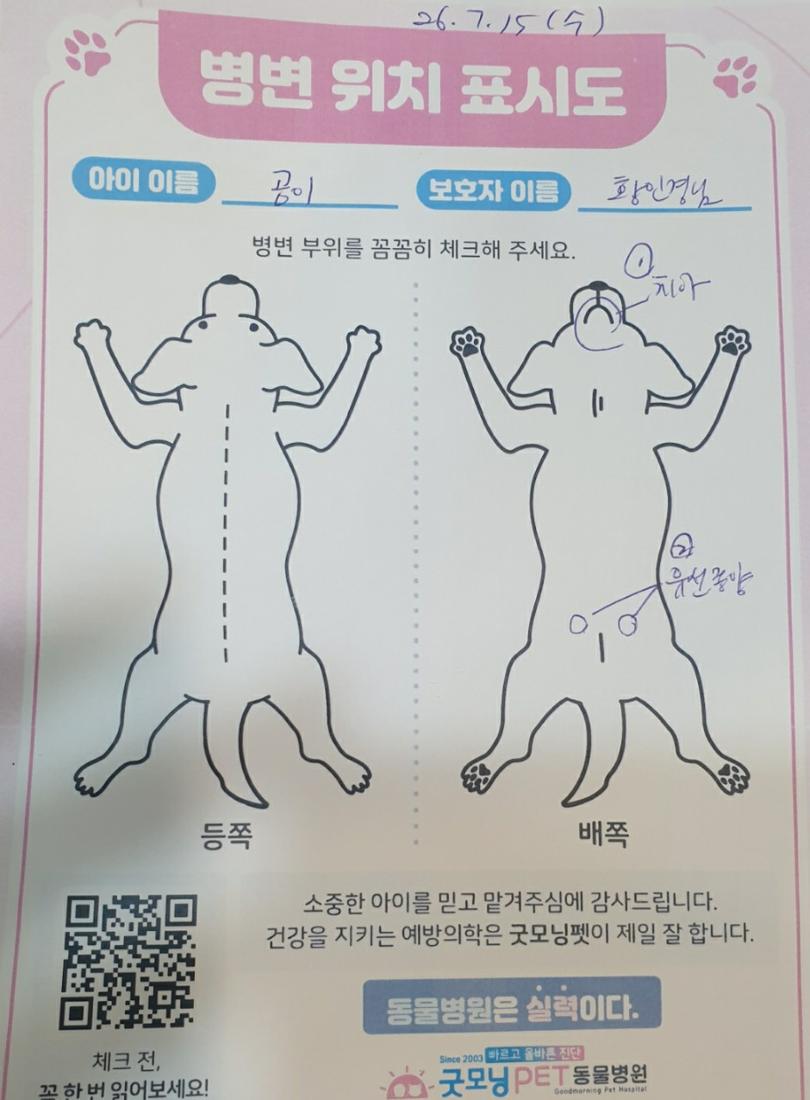 26.7.15(수)
병변 위치 표시도
아이 이름 공이 보호자 이름 황인경님
병변 부위를 꼼꼼히 체크해 주세요.
① 치아
② 유선종양
등쪽 배쪽
소중한 아이를 믿고 맡겨주심에 감사드립니다.
건강을 지키는 예방의학은 굿모닝펫이 제일 잘 합니다.
동물병원은 실력이다.
체크 전,
꼭 한 번 읽어보세요!
Since 2003 빠르고 올바른 진단
굿모닝PET동물병원
Goodmorning Pet Hospital